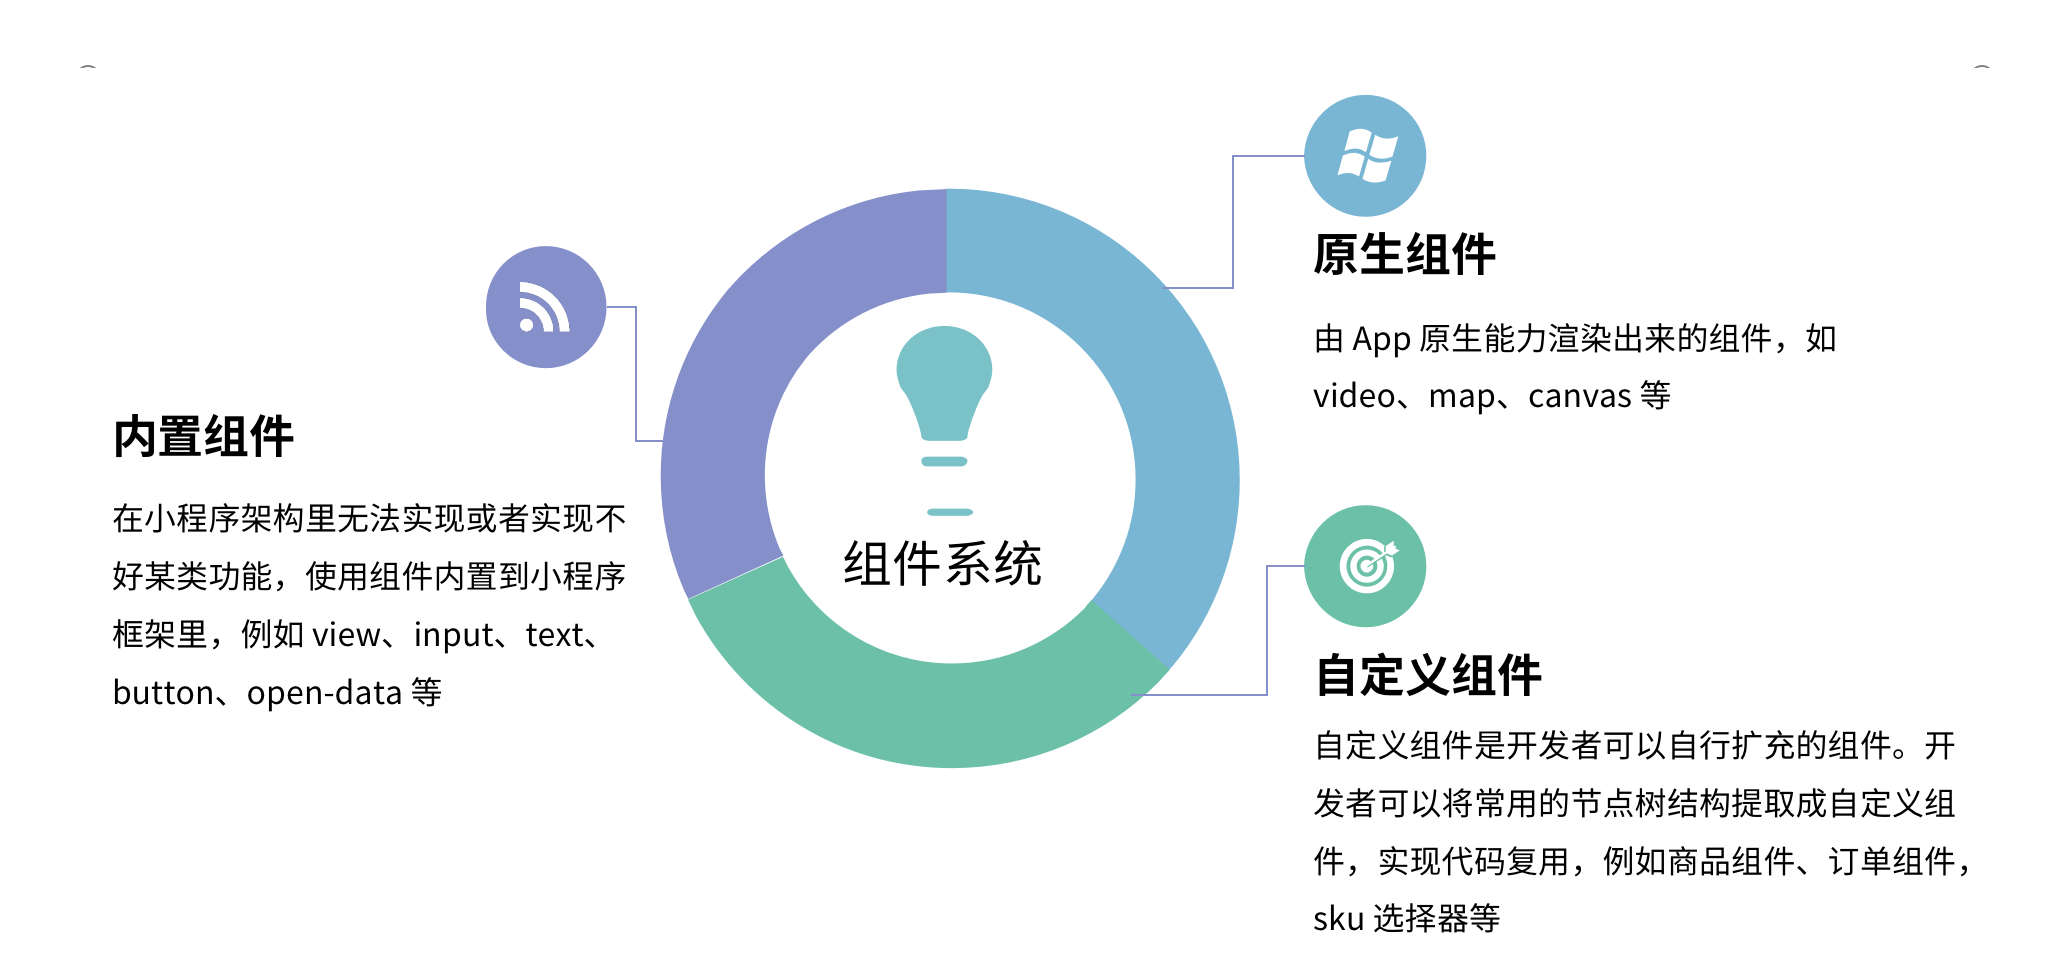 内置组件
在小程序架构里无法实现或者实现不
好某类功能，使用组件内置到小程序
框架里，例如 view、input、text、
button、open-data 等
组件系统
原生组件
由 App 原生能力渲染出来的组件，如
video、map、canvas 等
自定义组件
自定义组件是开发者可以自行扩充的组件。开
发者可以将常用的节点树结构提取成自定义组
件，实现代码复用，例如商品组件、订单组件，
sku 选择器等